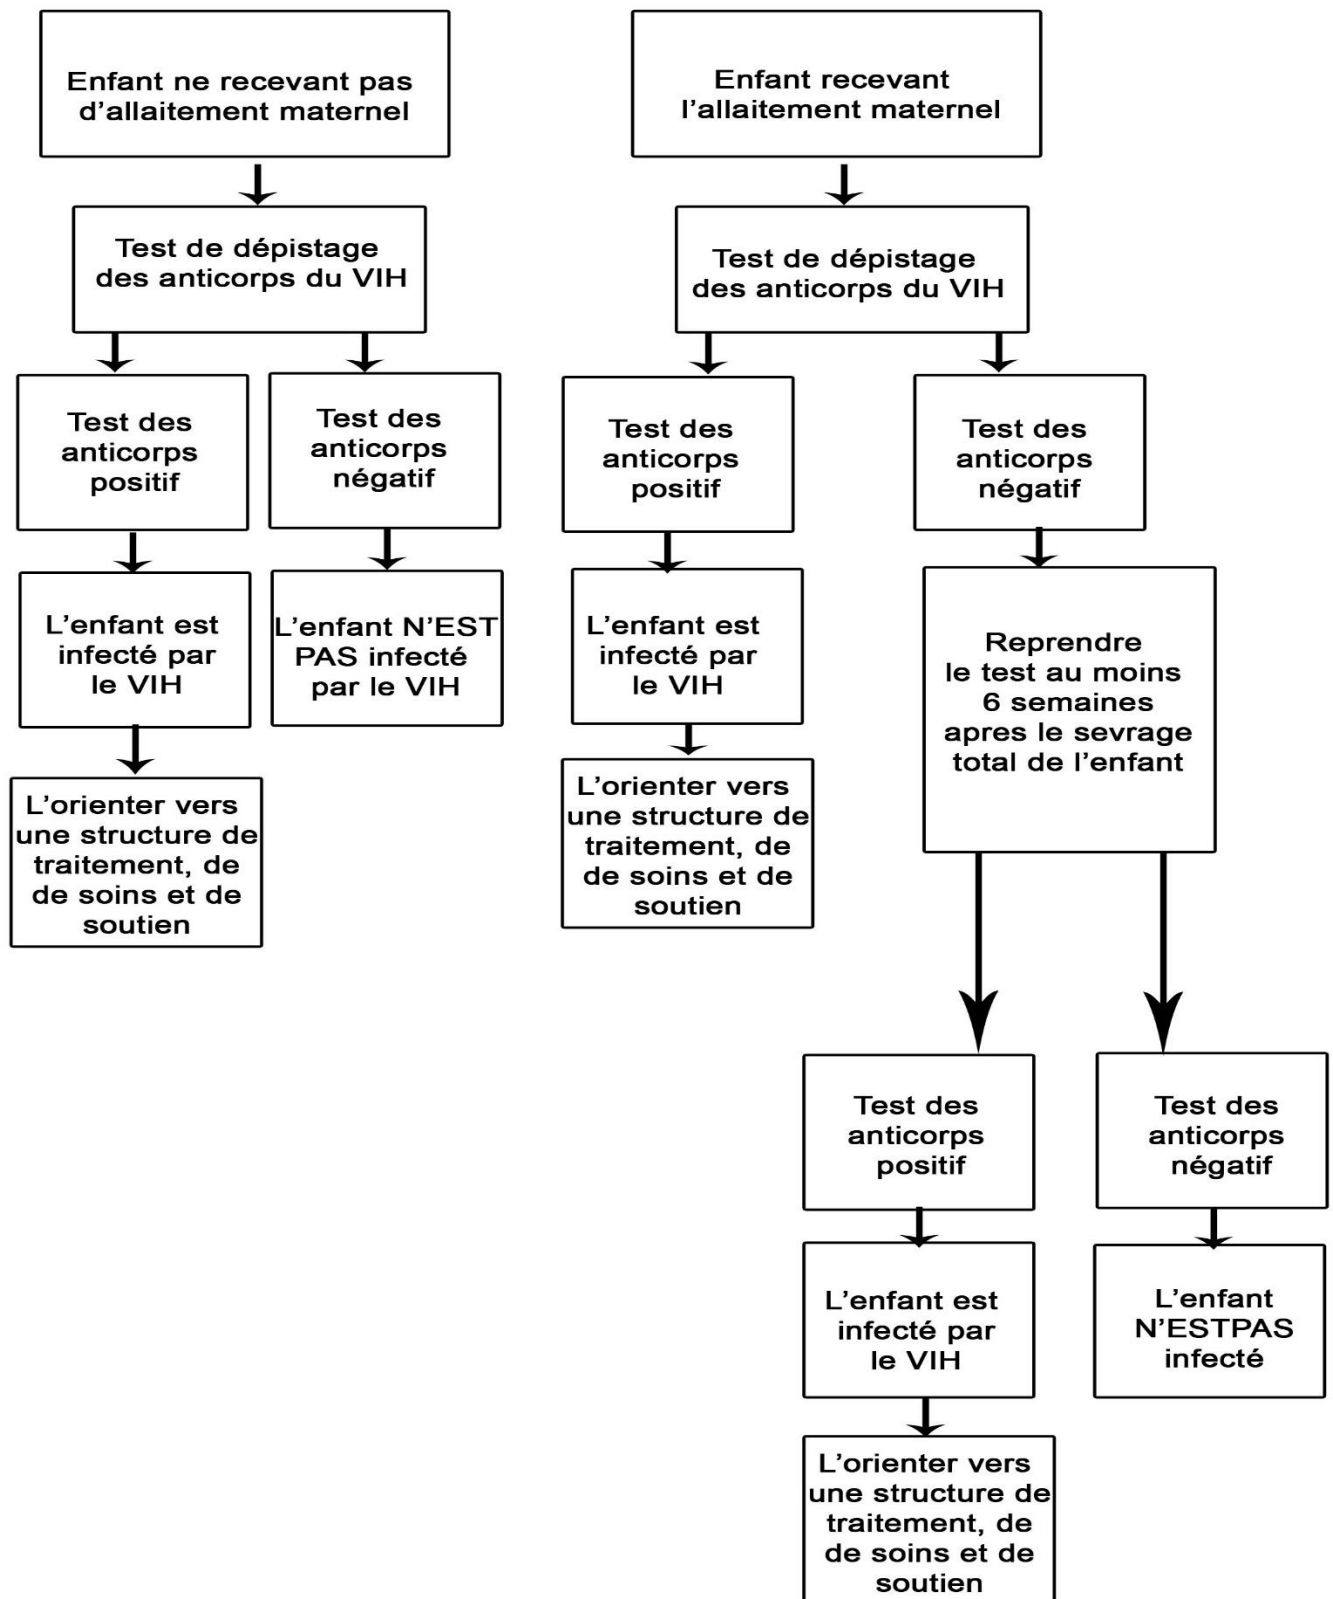 Enfant ne recevant pas
d'allaitement maternel
Test de dépistage
des anticorps du VIH
Test des
anticorps
positif
L'enfant est
infecté par
le VIH
L'orienter vers
une structure de
traitement, de
de soins et de
soutien
Test des
anticorps
négatif
L'enfant N'EST
PAS infecté
par le VIH
Enfant recevant
l'allaitement maternel
Test de dépistage
des anticorps du VIH
Test des
anticorps
positif
L'enfant est
infecté par
le VIH
L'orienter vers
une structure de
traitement, de
de soins et de
soutien
Test des
anticorps
négatif
Reprendre
le test au moins
6 semaines
apres le sevrage
total de l'enfant
Test des
anticorps
positif
L'enfant est
infecté par
le VIH
L'orienter vers
une structure de
traitement, de
de soins et de
soutien
Test des
anticorps
négatif
L'enfant
N'ESTPAS
infecté